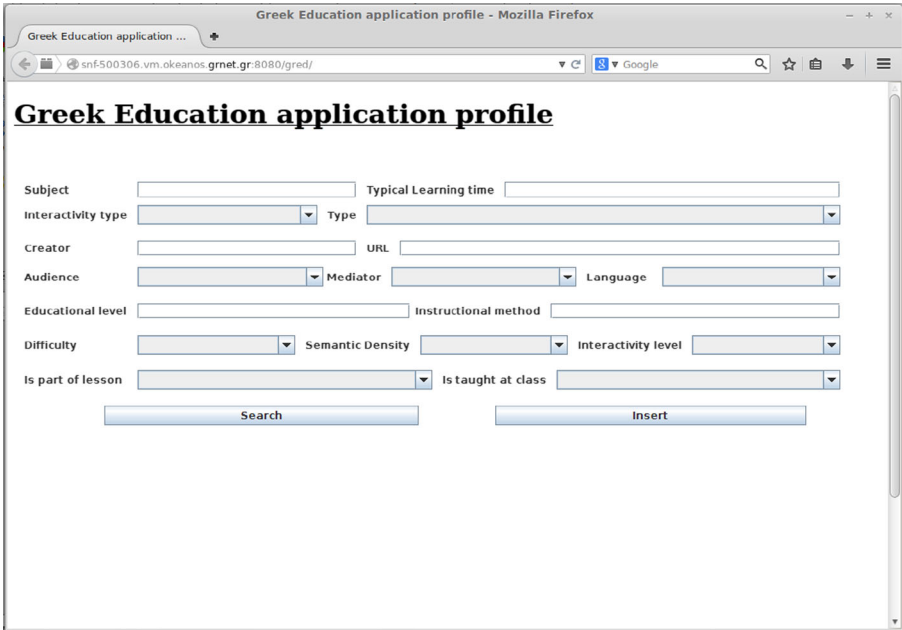 Greek Education application profile - Mozilla Firefox
Greek Education application ...
snf-500306.vm.okeanos.grnet.gr:8080/gred/
Google
Greek Education application profile
Subject Typical Learning time
Interactivity type Type
Creator URL
Audience Mediator Language
Educational level Instructional method
Difficulty Semantic Density Interactivity level
Is part of lesson Is taught at class
Search Insert